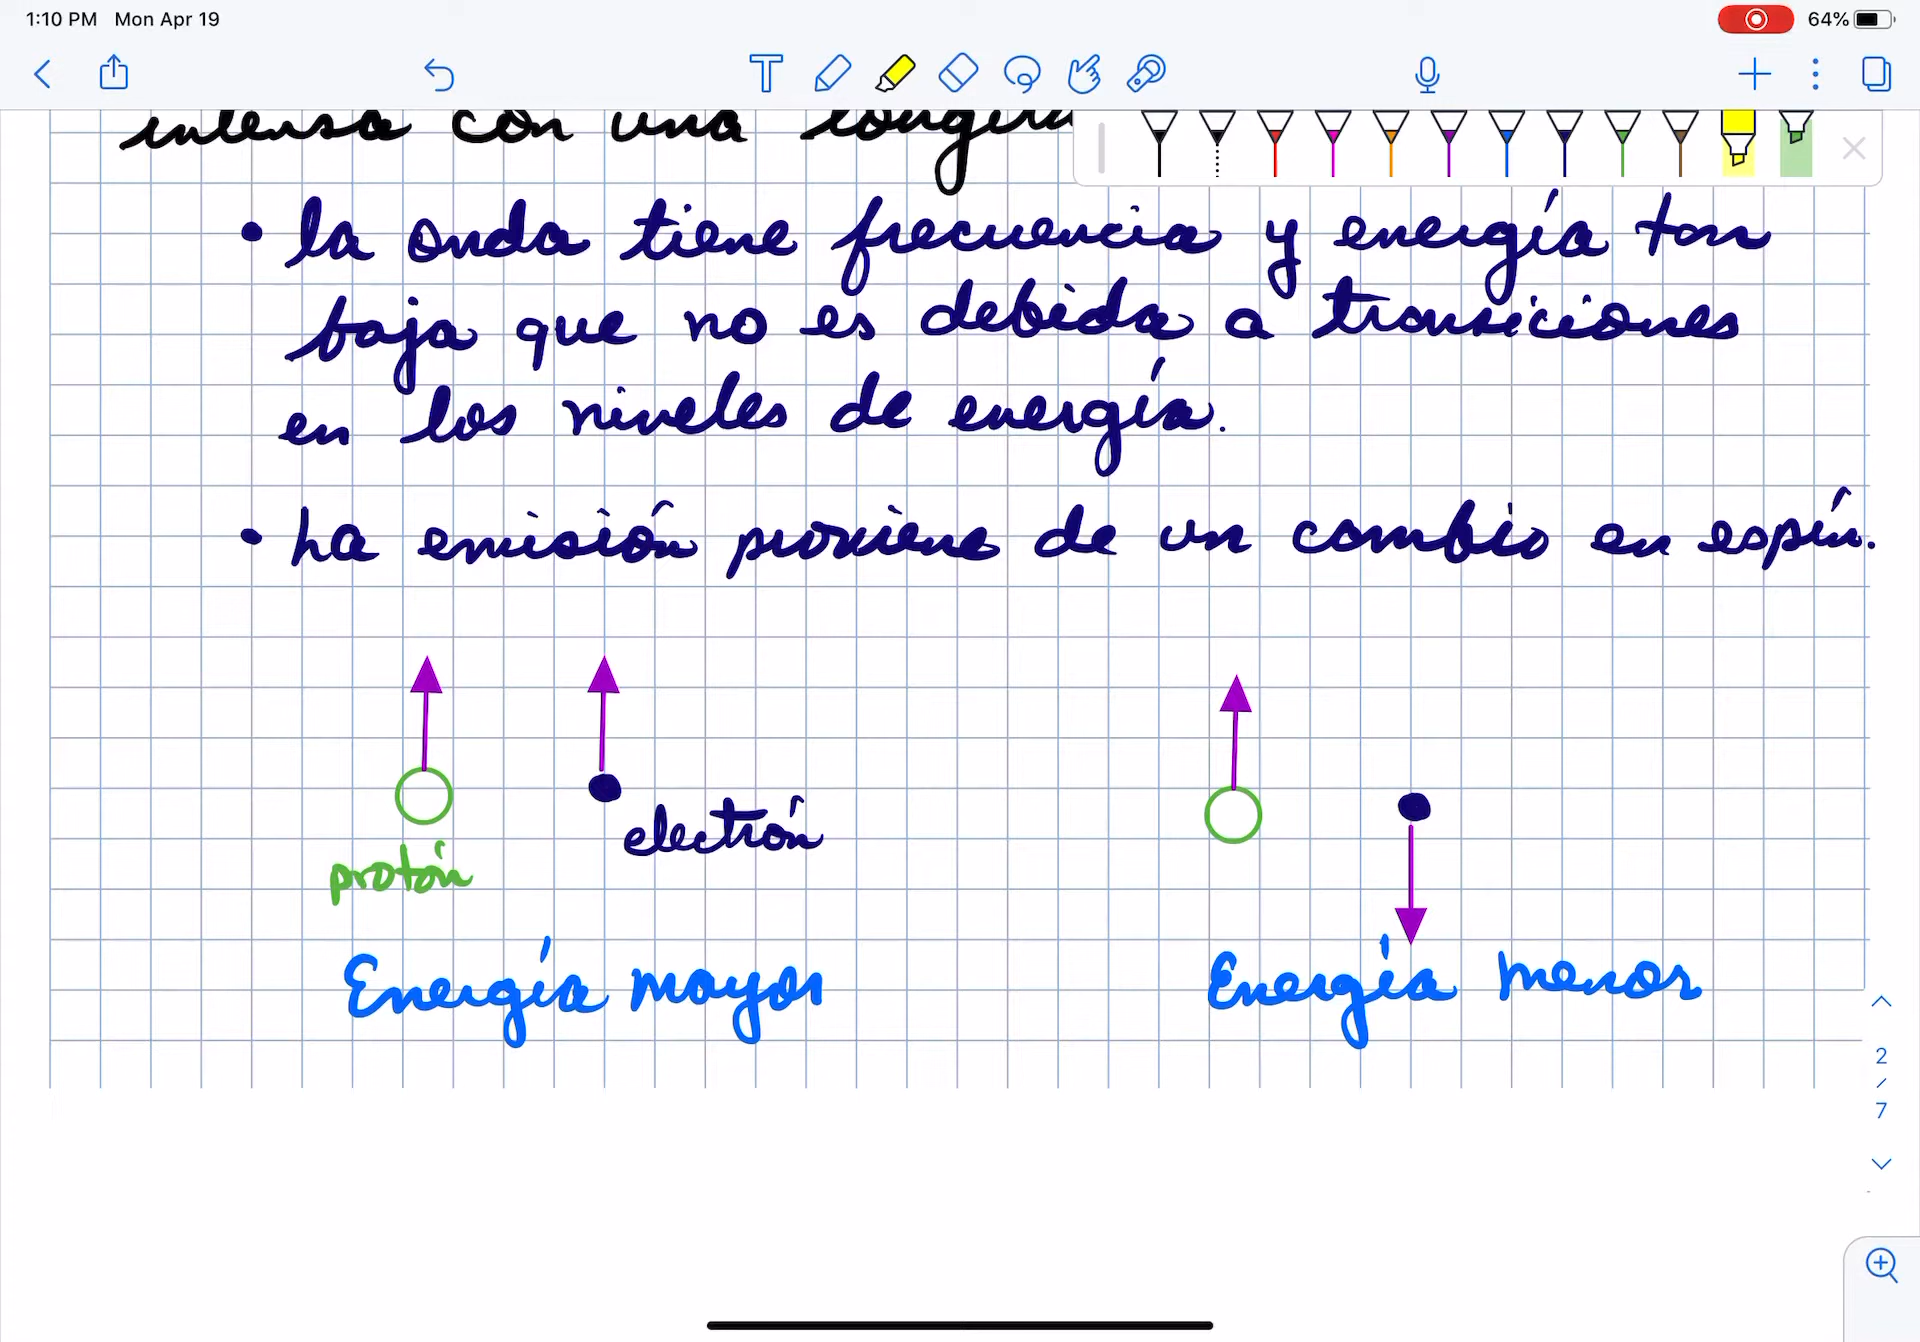 1:10 PM Mon Apr 19
64%
intensa con una
• la onda tiene frecuencia y energía tan
baja que no es debida a transiciones
en los niveles de energía.
• La emisión proviene de un cambio en espín.
electrón
protón
Energía mayor
Energía menor
2
/
7